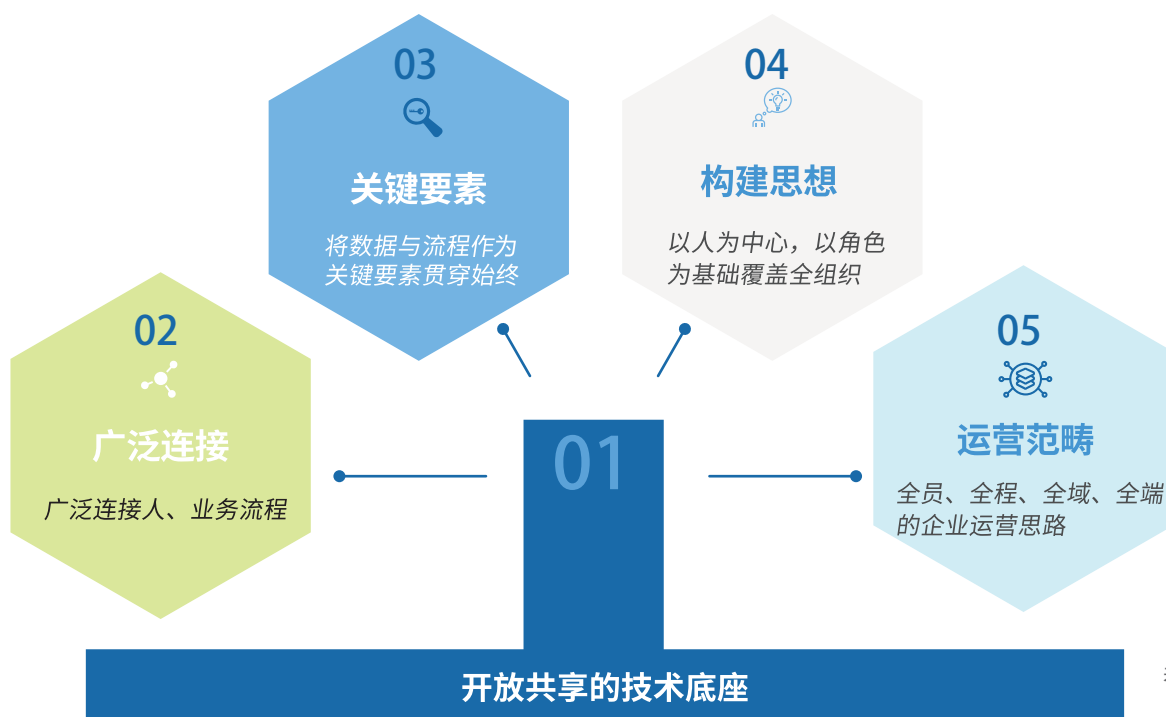 03
关键要素
将数据与流程作为
关键要素贯穿始终
04
构建思想
以人为中心，以角色
为基础覆盖全组织
02
广泛连接
广泛连接人、业务流程
05
运营范畴
全员、全程、全域、全端
的企业运营思路
01
开放共享的技术底座